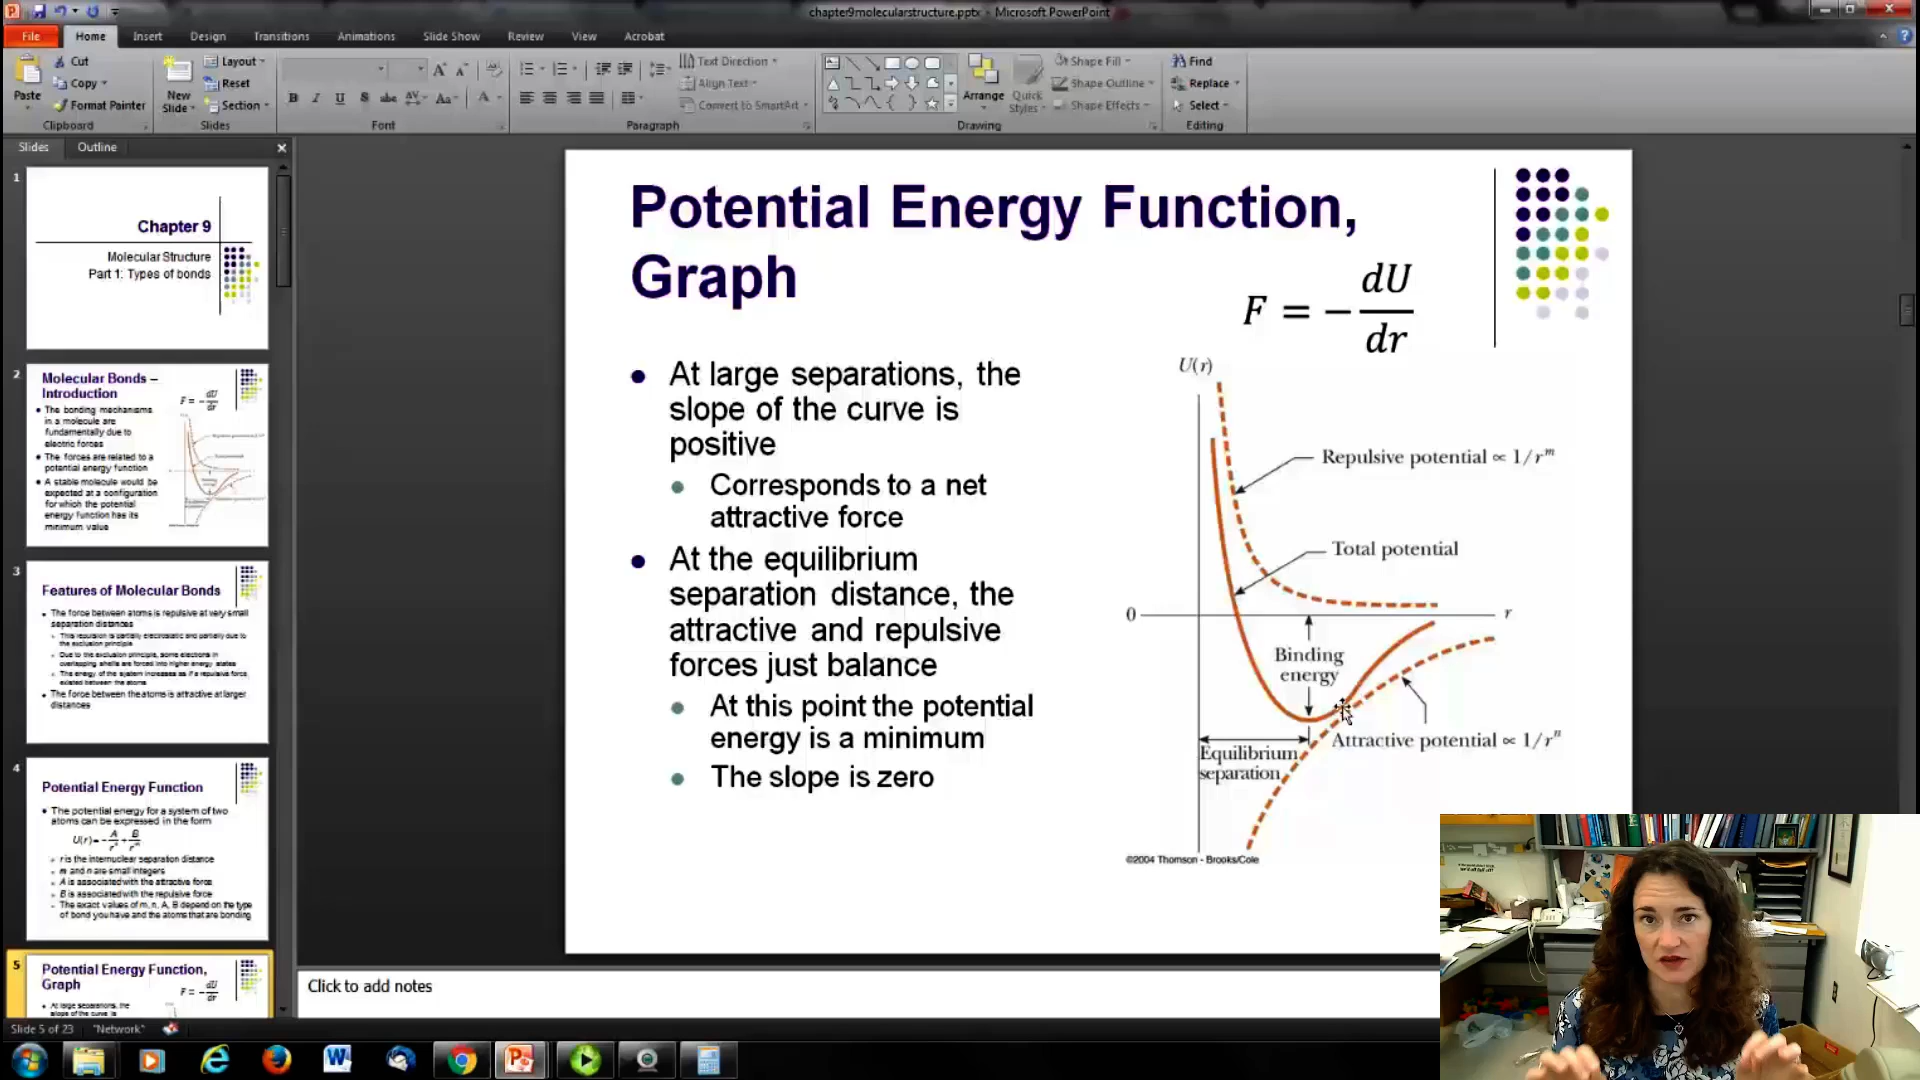 chapter9molecularstructure.pptx - Microsoft PowerPoint
File Home Insert Design Transitions Animations Slide Show Review View Acrobat
Paste
Cut
Copy
Format Painter
Clipboard
New
Slide
Layout
Reset
Section
Slides
Font
Text Direction
Align Text
Convert to SmartArt
Paragraph
Arrange
Quick
Styles
Shape Fill
Shape Outline
Shape Effects
Drawing
Find
Replace
Select
Editing
Slides Outline
1
Chapter 9
Molecular Structure
Part 1: Types of bonds
2
Molecular Bonds –
Introduction
F = - dU/dr
The bonding mechanisms
in a molecule are
fundamentally due to
electric forces
The forces are related to a
potential energy function
A stable molecule would be
expected at a configuration
for which the potential
energy function has its
minimum value
3
Features of Molecular Bonds
The force between atoms is repulsive at very small
separation distances
This repulsion is partially electrostatic and partially due to
the exclusion principle
Due to the exclusion principle, some electrons in
overlapping shells are forced into higher energy states
The energy of the system increases as if a repulsive force
existed between the atoms
The force between the atoms is attractive at larger
distances
4
Potential Energy Function
The potential energy for a system of two
atoms can be expressed in the form
U(r) = - A/rⁿ + B/rᵐ
r is the internuclear separation distance
m and n are small integers
A is associated with the attractive force
B is associated with the repulsive force
The exact values of m, n, A, B depend on the type
of bond you have and the atoms that are bonding
5
Potential Energy Function,
Graph
F = - dU/dr
At large separations, the
slope of the curve is
Potential Energy Function,
Graph
F = - dU/dr
At large separations, the
slope of the curve is
positive
Corresponds to a net
attractive force
At the equilibrium
separation distance, the
attractive and repulsive
forces just balance
At this point the potential
energy is a minimum
The slope is zero
U(r)
Repulsive potential ∝ 1/rᵐ
Total potential
0
r
Binding
energy
Attractive potential ∝ 1/rⁿ
Equilibrium
separation
©2004 Thomson - Brooks/Cole
Click to add notes
Slide 5 of 23 "Network"